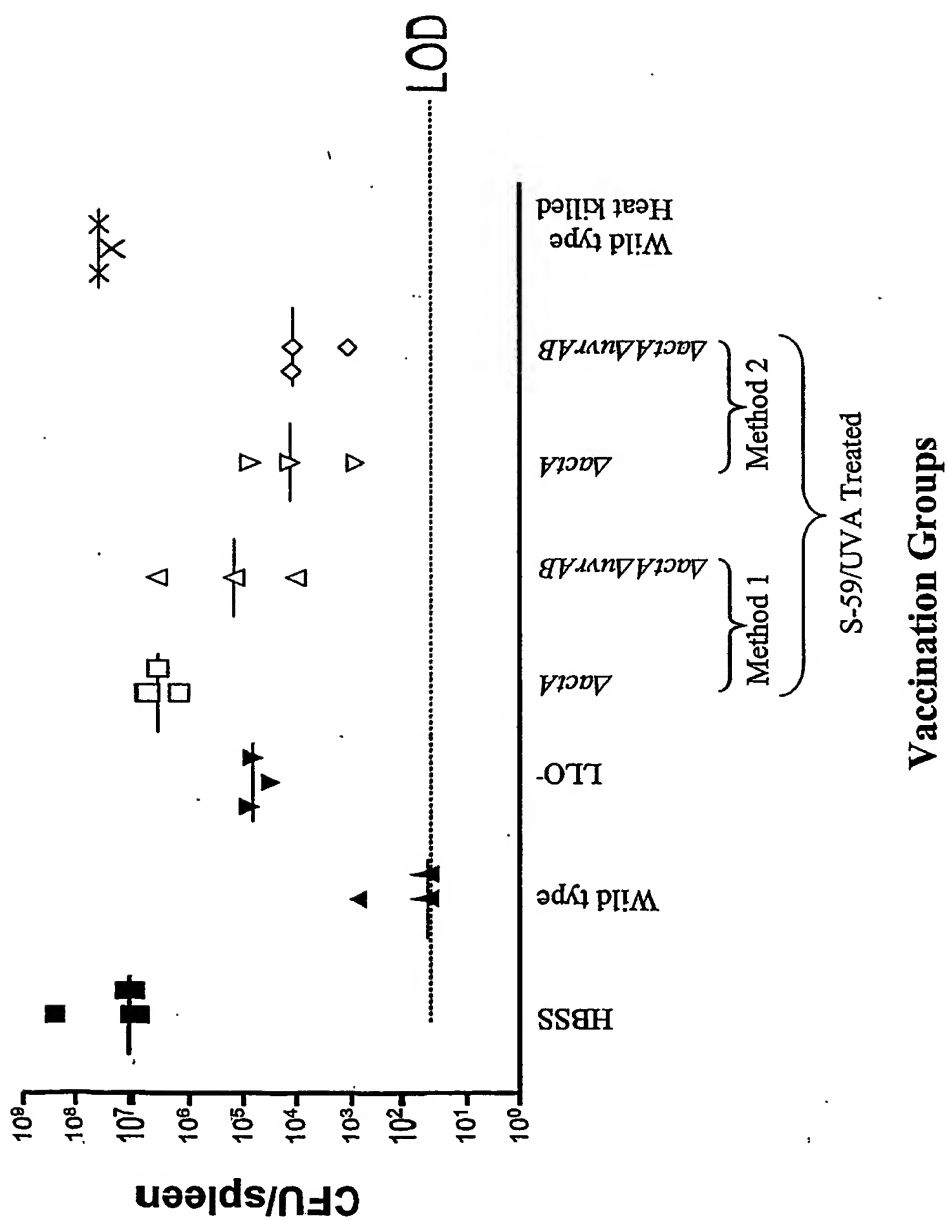 CFU/spleen
10⁹
10⁸
10⁷
10⁶
10⁵
10⁴
10³
10²
10¹
10⁰
LOD
HBSS
Wild type
LLO⁻
ΔactA
ΔactAΔuvrAB
ΔactA
ΔactAΔuvrAB
Wild type
Heat killed
Method 1
Method 2
S-59/UVA Treated
Vaccination Groups